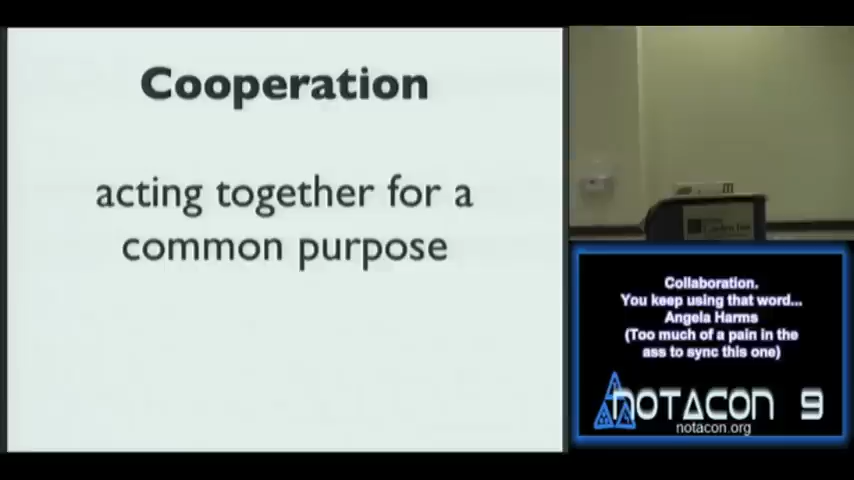 Cooperation
acting together for a
common purpose
Collaboration.
You keep using that word...
Angela Harms
(Too much of a pain in the
ass to sync this one)
NOTACON 9
notacon.org